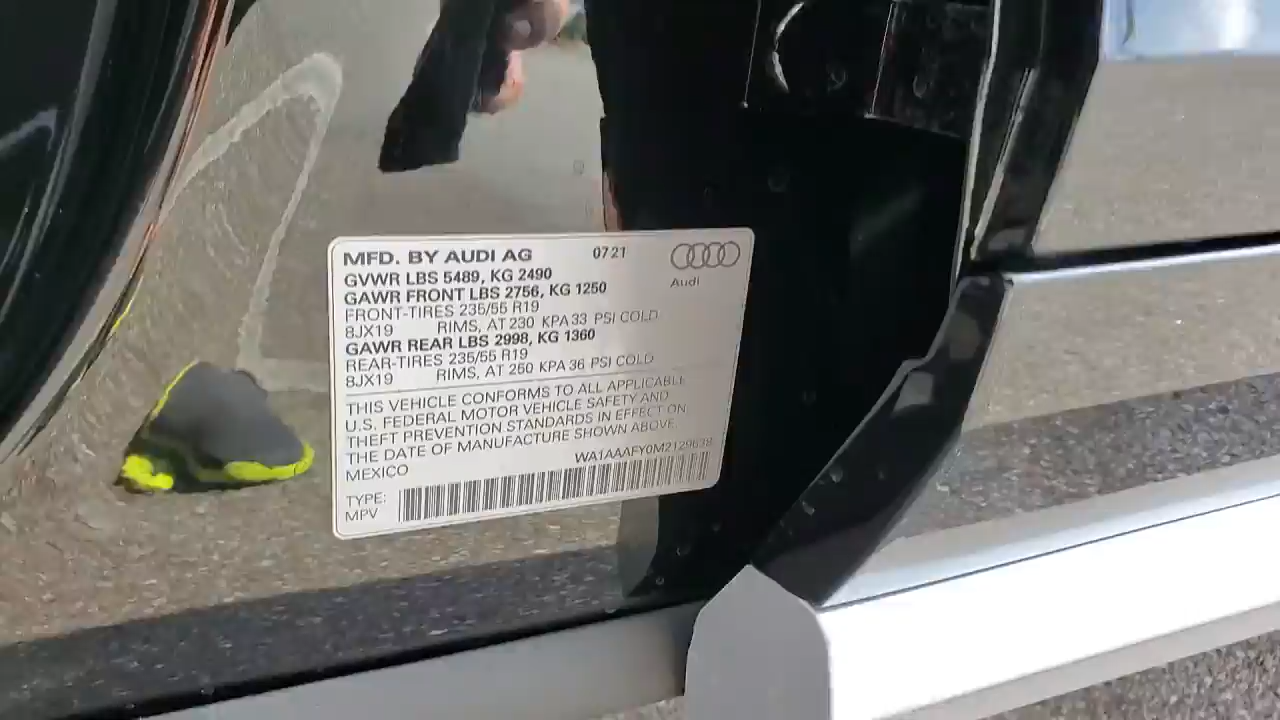 MFD. BY AUDI AG 07 21
Audi
GVWR LBS 5489, KG 2490
GAWR FRONT LBS 2756, KG 1250
FRONT-TIRES 235/55 R19
8JX19 RIMS, AT 230 KPA 33 PSI COLD
GAWR REAR LBS 2998, KG 1360
REAR-TIRES 235/55 R19
8JX19 RIMS, AT 250 KPA 36 PSI COLD
THIS VEHICLE CONFORMS TO ALL APPLICABLE
U.S. FEDERAL MOTOR VEHICLE SAFETY AND
THEFT PREVENTION STANDARDS IN EFFECT ON
THE DATE OF MANUFACTURE SHOWN ABOVE.
MEXICO
TYPE:
MPV